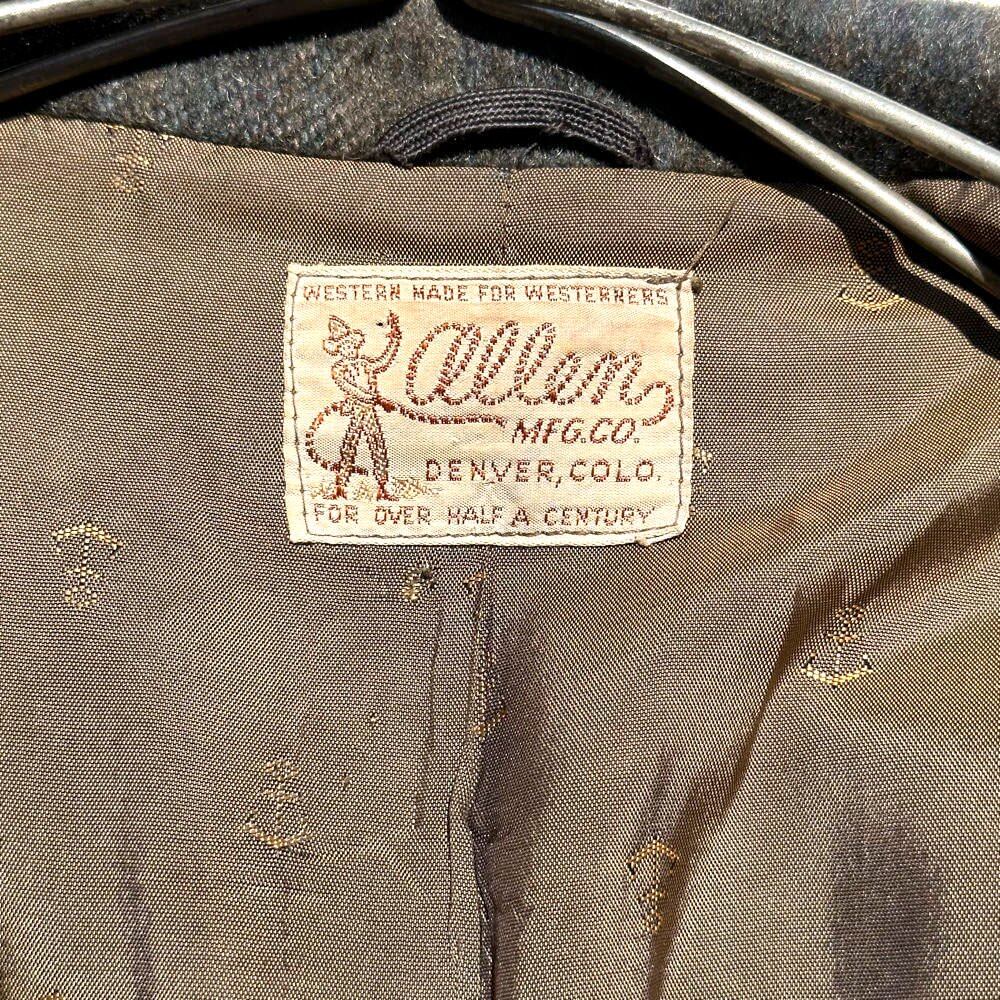 WESTERN MADE FOR WESTERNERS
Allen
MFG.CO.
DENVER, COLO.
FOR OVER HALF A CENTURY